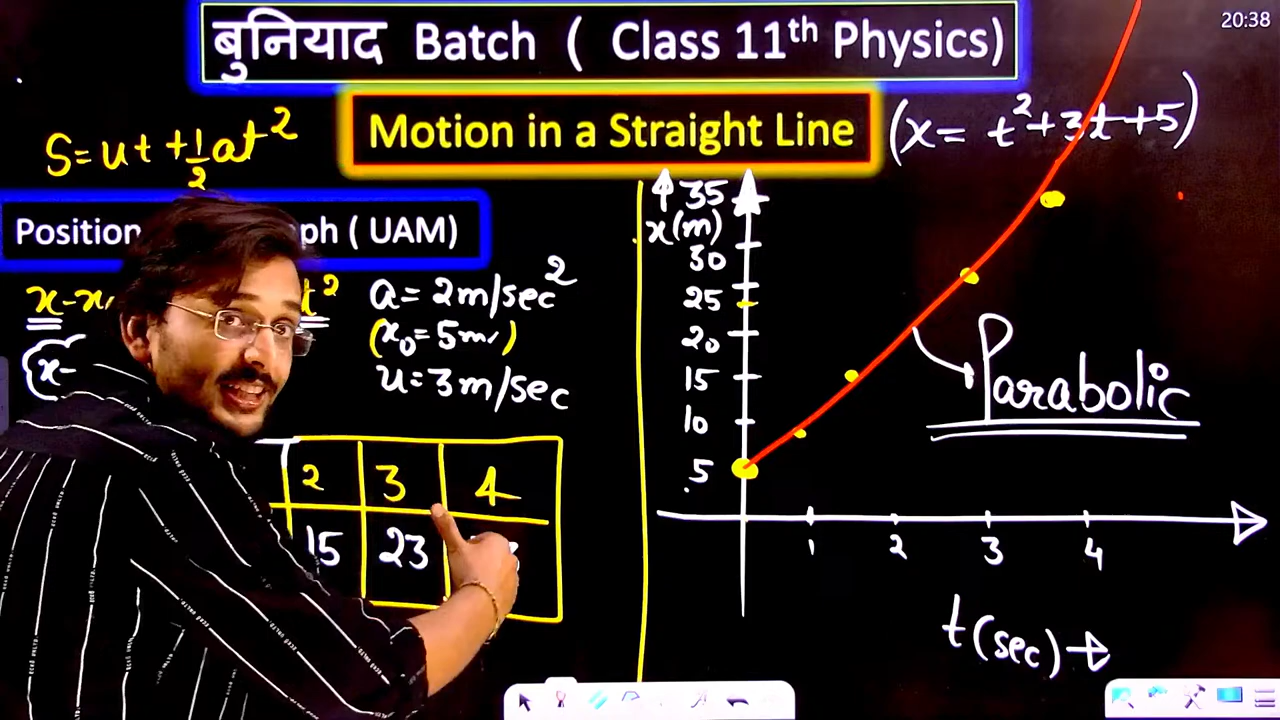 20:38
बुनियाद Batch ( Class 11th Physics)
Motion in a Straight Line
(x = t²+3t+5)
S=ut+½at²
Position ph ( UAM)
x-x t²
a=2m/sec²
(x₀=5m)
u=3m/sec
(x-
2 3 4
15 23
35
x(m)
30
25
20
15
10
5
Parabolic
1 2 3 4
t(sec)